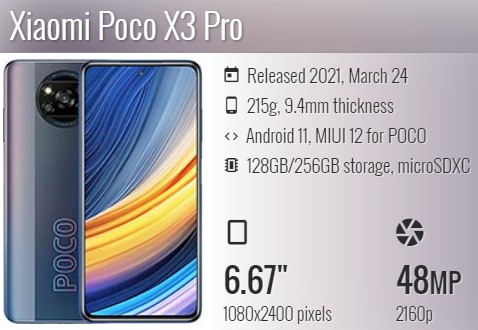 Xiaomi Poco X3 Pro
Released 2021, March 24
215g, 9.4mm thickness
Android 11, MIUI 12 for POCO
128GB/256GB storage, microSDXC
POCO
6.67"
1080x2400 pixels
48MP
2160p